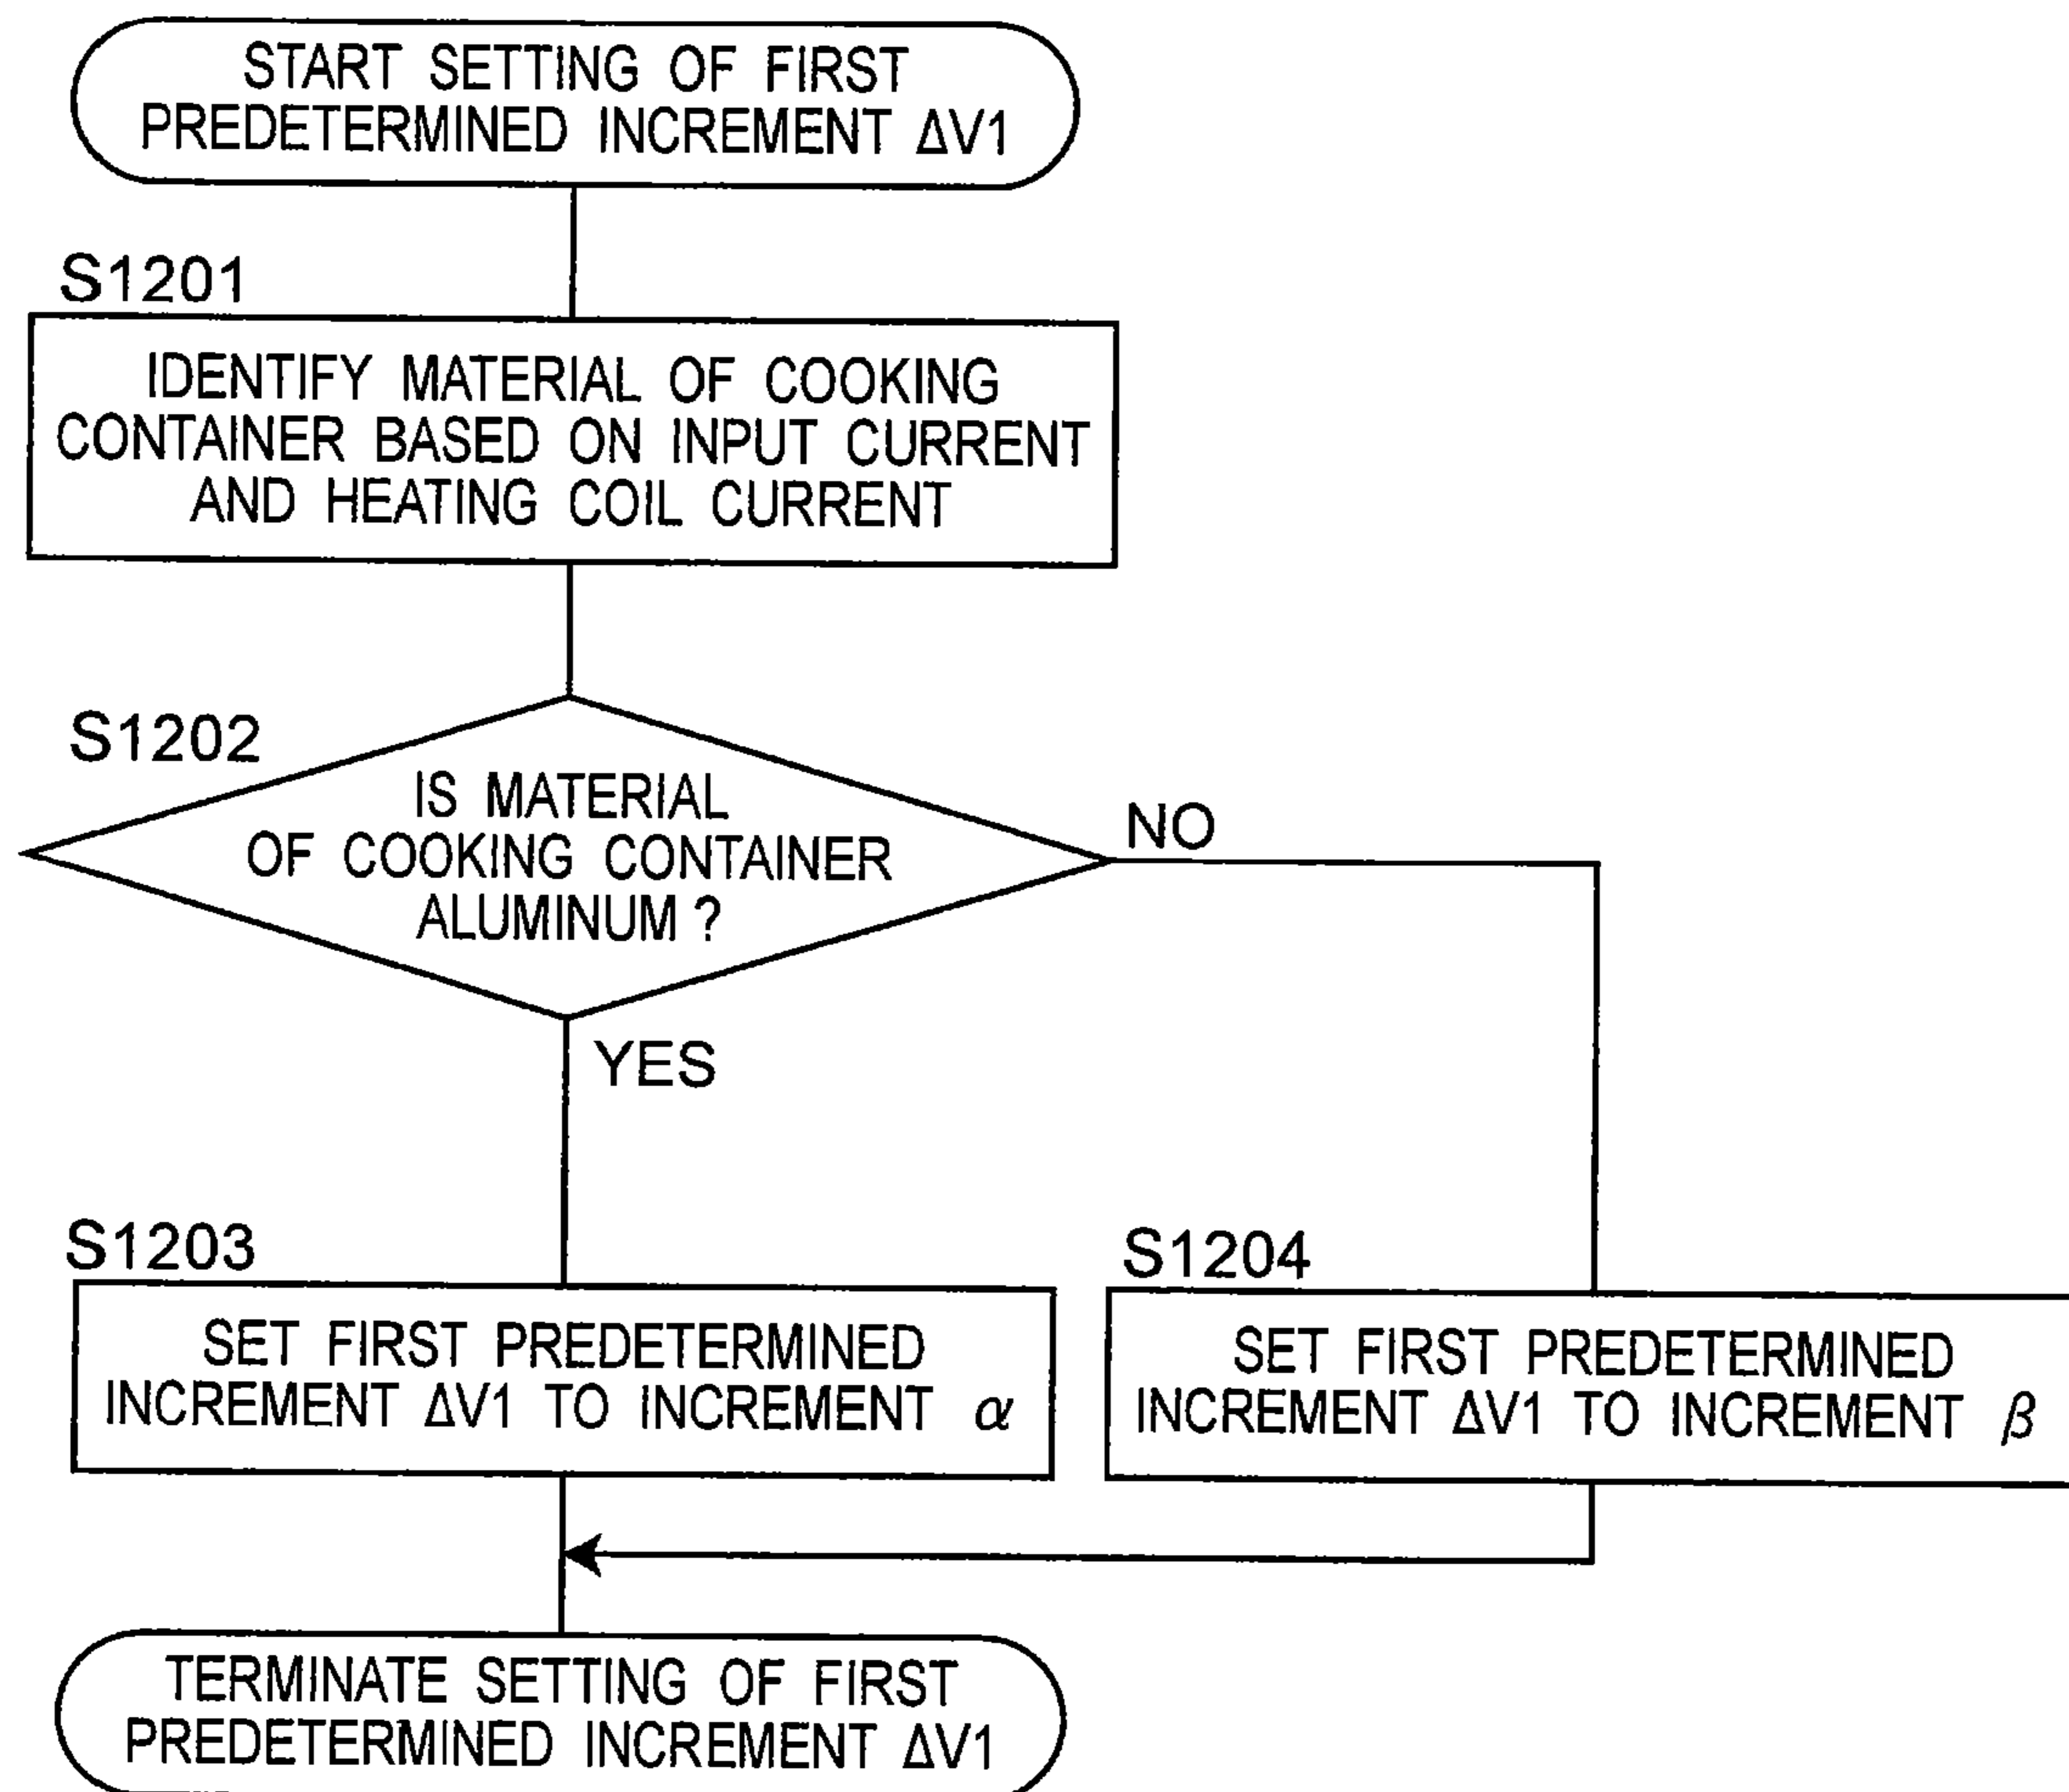 START SETTING OF FIRST
PREDETERMINED INCREMENT ΔV1
S1201
IDENTIFY MATERIAL OF COOKING
CONTAINER BASED ON INPUT CURRENT
AND HEATING COIL CURRENT
S1202
IS MATERIAL
OF COOKING CONTAINER
ALUMINUM ?
NO
YES
S1203
SET FIRST PREDETERMINED
INCREMENT ΔV1 TO INCREMENT α
S1204
SET FIRST PREDETERMINED
INCREMENT ΔV1 TO INCREMENT β
TERMINATE SETTING OF FIRST
PREDETERMINED INCREMENT ΔV1